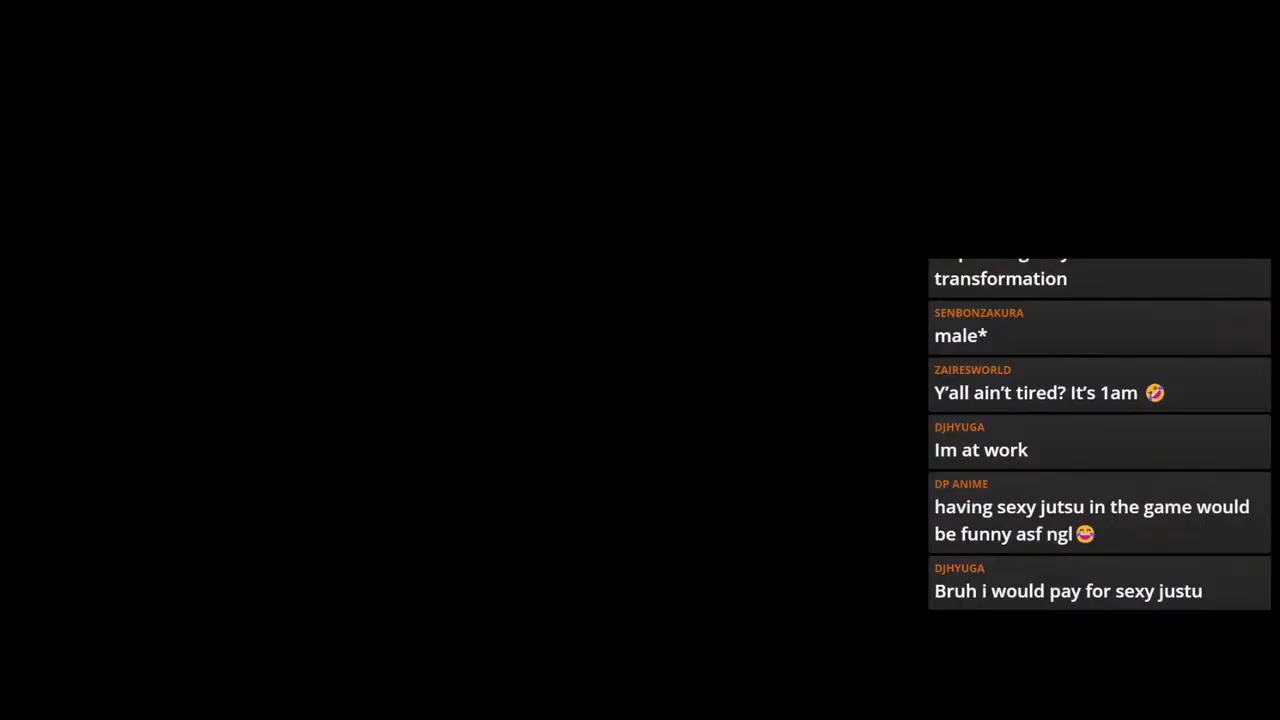 transformation
SENBONZAKURA
male*
ZAIRESWORLD
Y'all ain't tired? It's 1am 🤣
DJHYUGA
Im at work
DP ANIME
having sexy jutsu in the game would
be funny asf ngl😂
DJHYUGA
Bruh i would pay for sexy justu